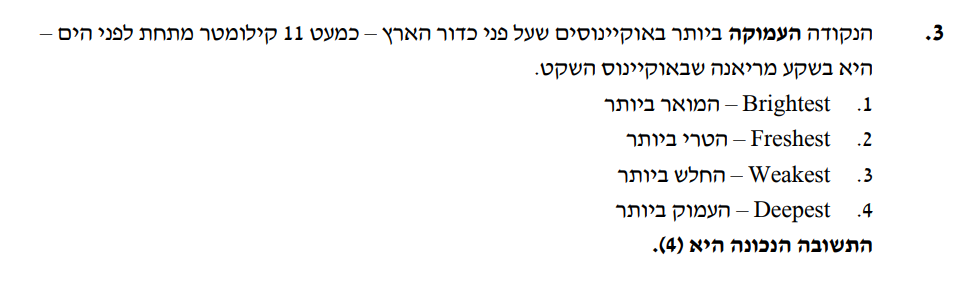 3. הנקודה העמוקה ביותר באוקיינוסים שעל פני כדור הארץ – כמעט 11 קילומטר מתחת לפני הים –
היא בשקע מריאנה שבאוקיינוס השקט.
1. Brightest – המואר ביותר
2. Freshest – הטרי ביותר
3. Weakest – החלש ביותר
4. Deepest – העמוק ביותר
התשובה הנכונה היא (4).